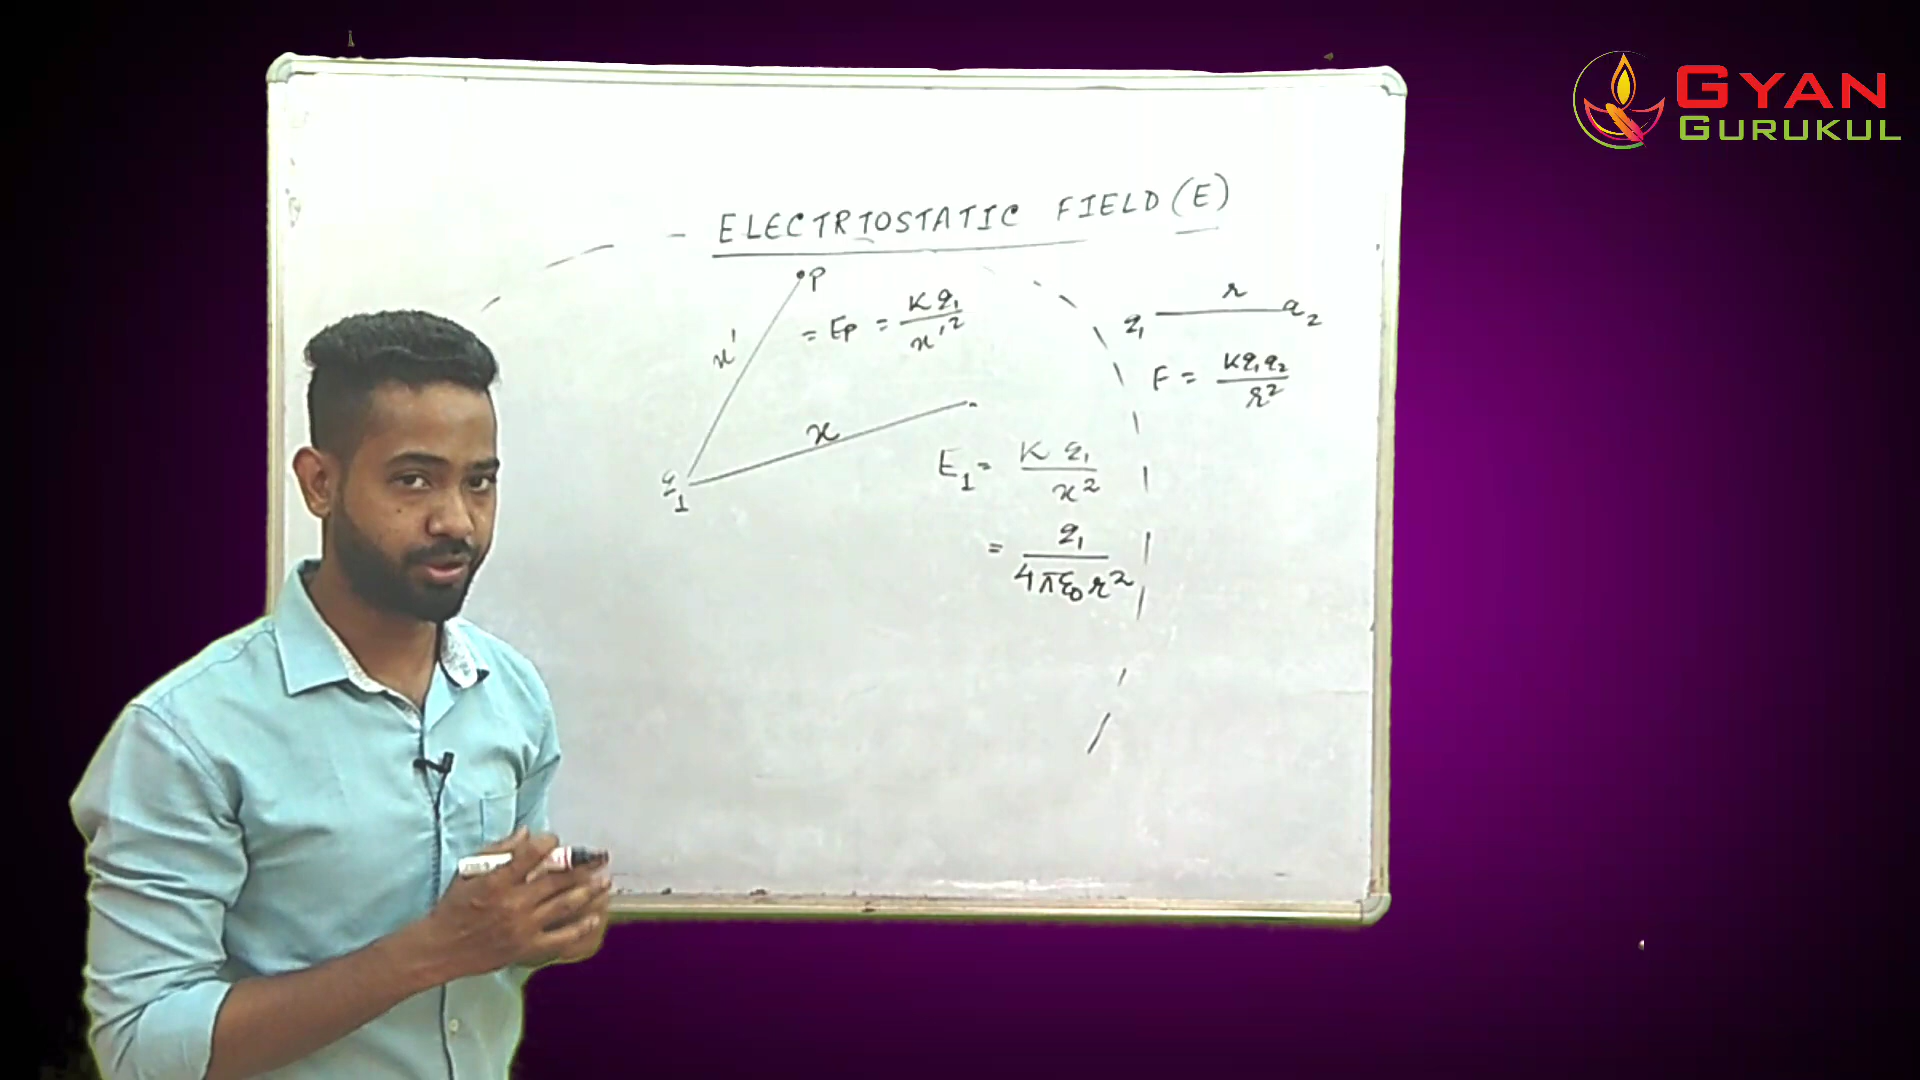 GYAN
GURUKUL
ELECTRIOSTATIC FIELD (E)
P
= Ep = Kq₁/x'²
x'
r
q₁ q₂
F = Kq₁q₂/r²
x
q₁
E₁ = Kq₁/x²
= q₁/4πε₀r²